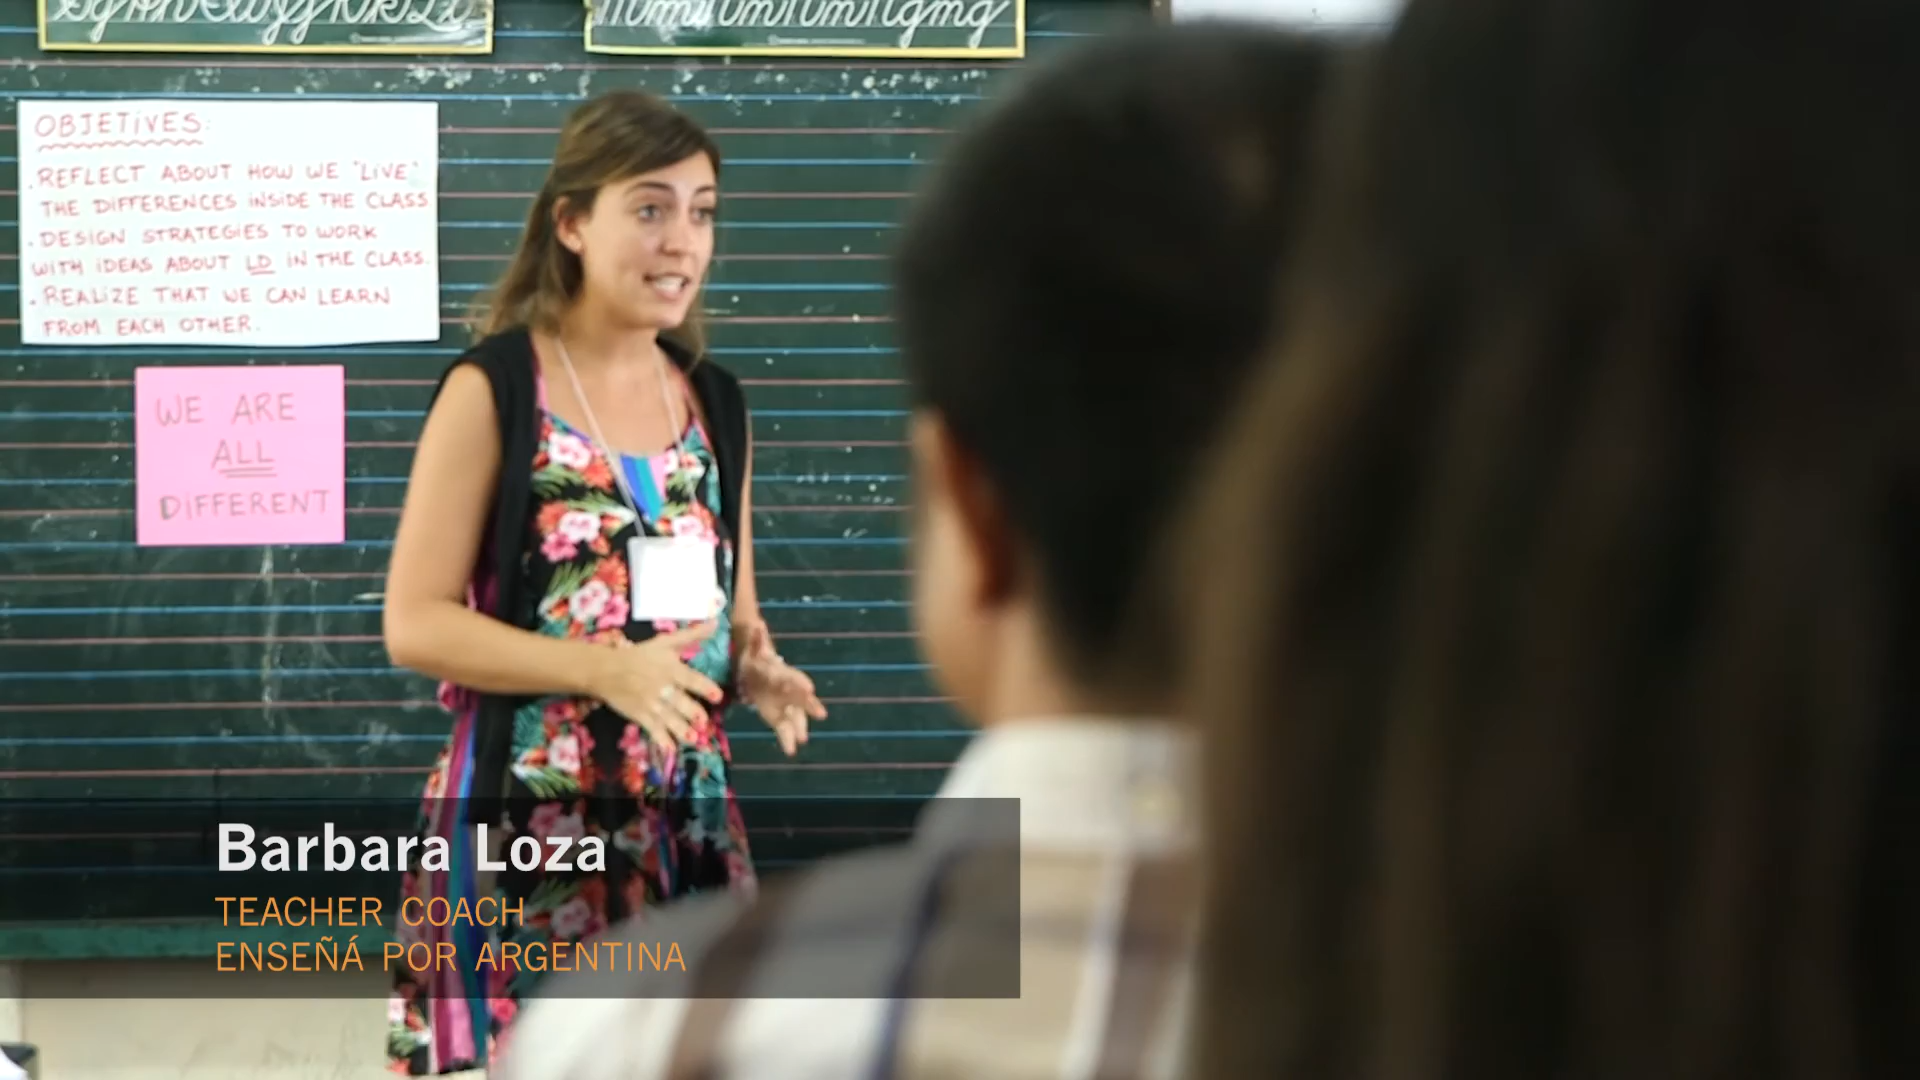 OBJETIVES:
. REFLECT ABOUT HOW WE "LIVE"
THE DIFFERENCES INSIDE THE CLASS
. DESIGN STRATEGIES TO WORK
WITH IDEAS ABOUT LD IN THE CLASS.
. REALIZE THAT WE CAN LEARN
FROM EACH OTHER.
WE ARE
ALL
DIFFERENT
Barbara Loza
TEACHER COACH
ENSEÑÁ POR ARGENTINA